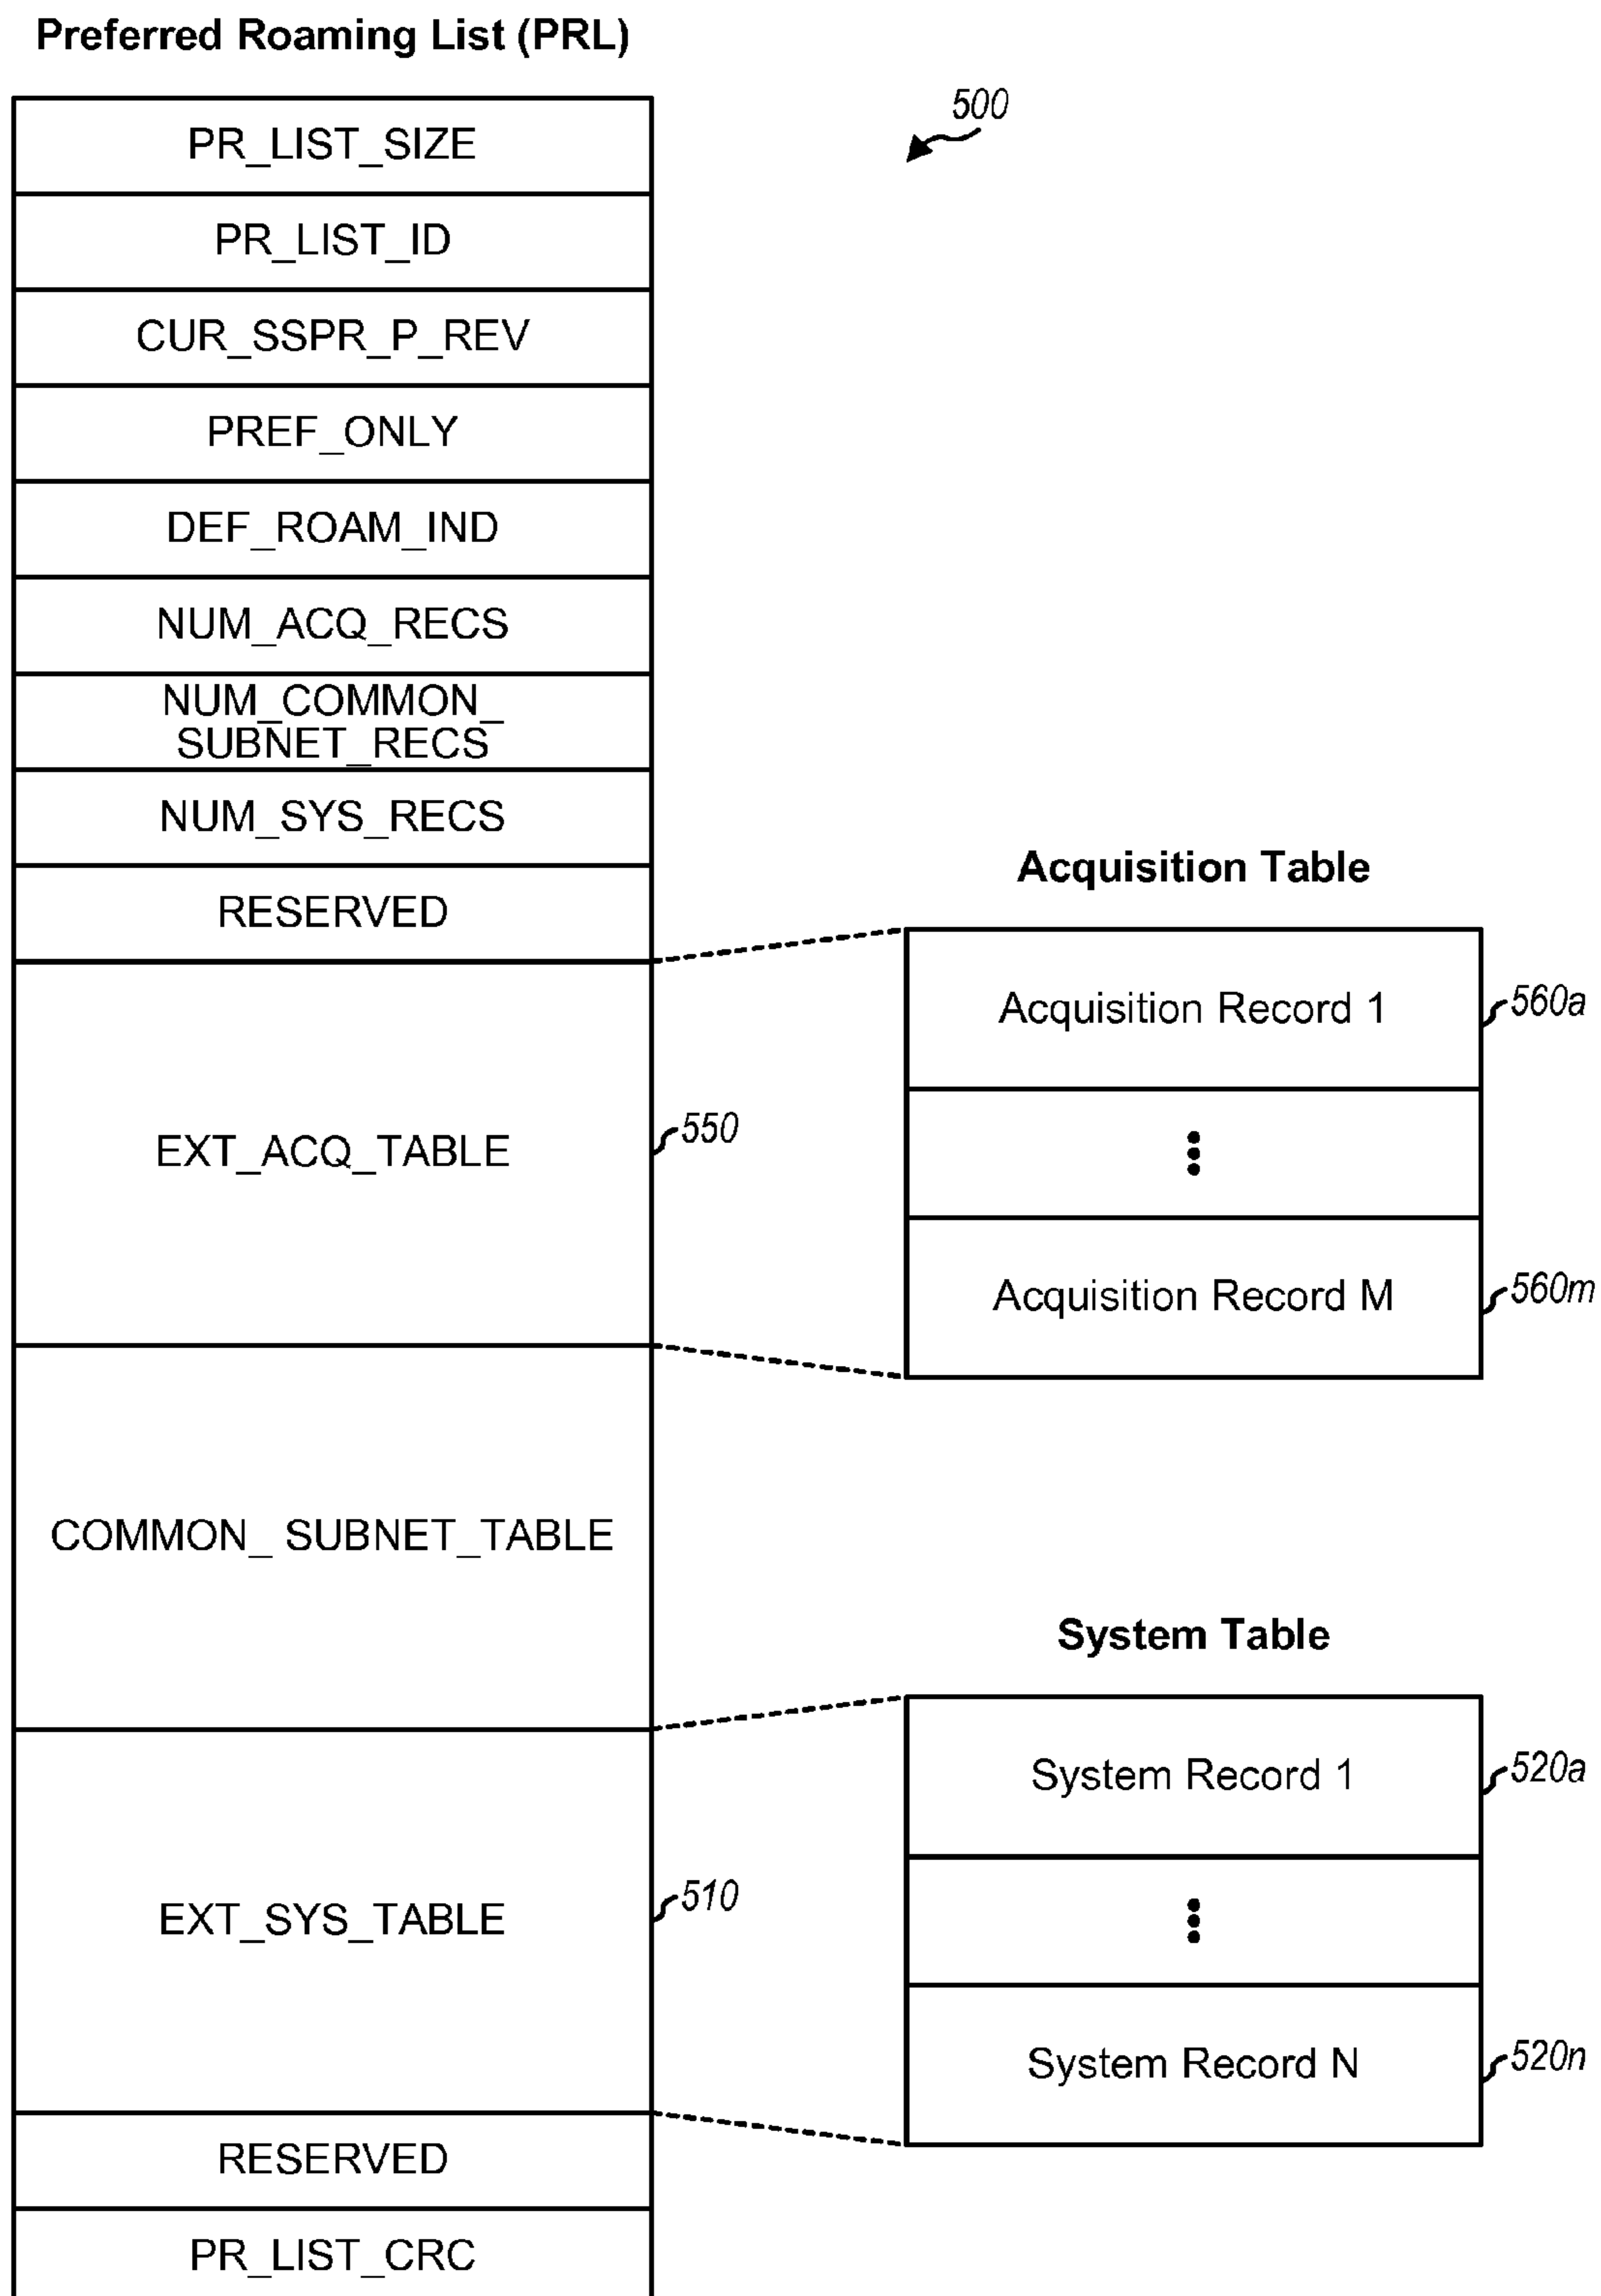 Preferred Roaming List (PRL)
500
PR_LIST_SIZE
PR_LIST_ID
CUR_SSPR_P_REV
PREF_ONLY
DEF_ROAM_IND
NUM_ACQ_RECS
NUM_COMMON_
SUBNET_RECS
NUM_SYS_RECS
RESERVED
EXT_ACQ_TABLE
550
COMMON_ SUBNET_TABLE
EXT_SYS_TABLE
510
RESERVED
PR_LIST_CRC
Acquisition Table
Acquisition Record 1
560a
Acquisition Record M
560m
System Table
System Record 1
520a
System Record N
520n